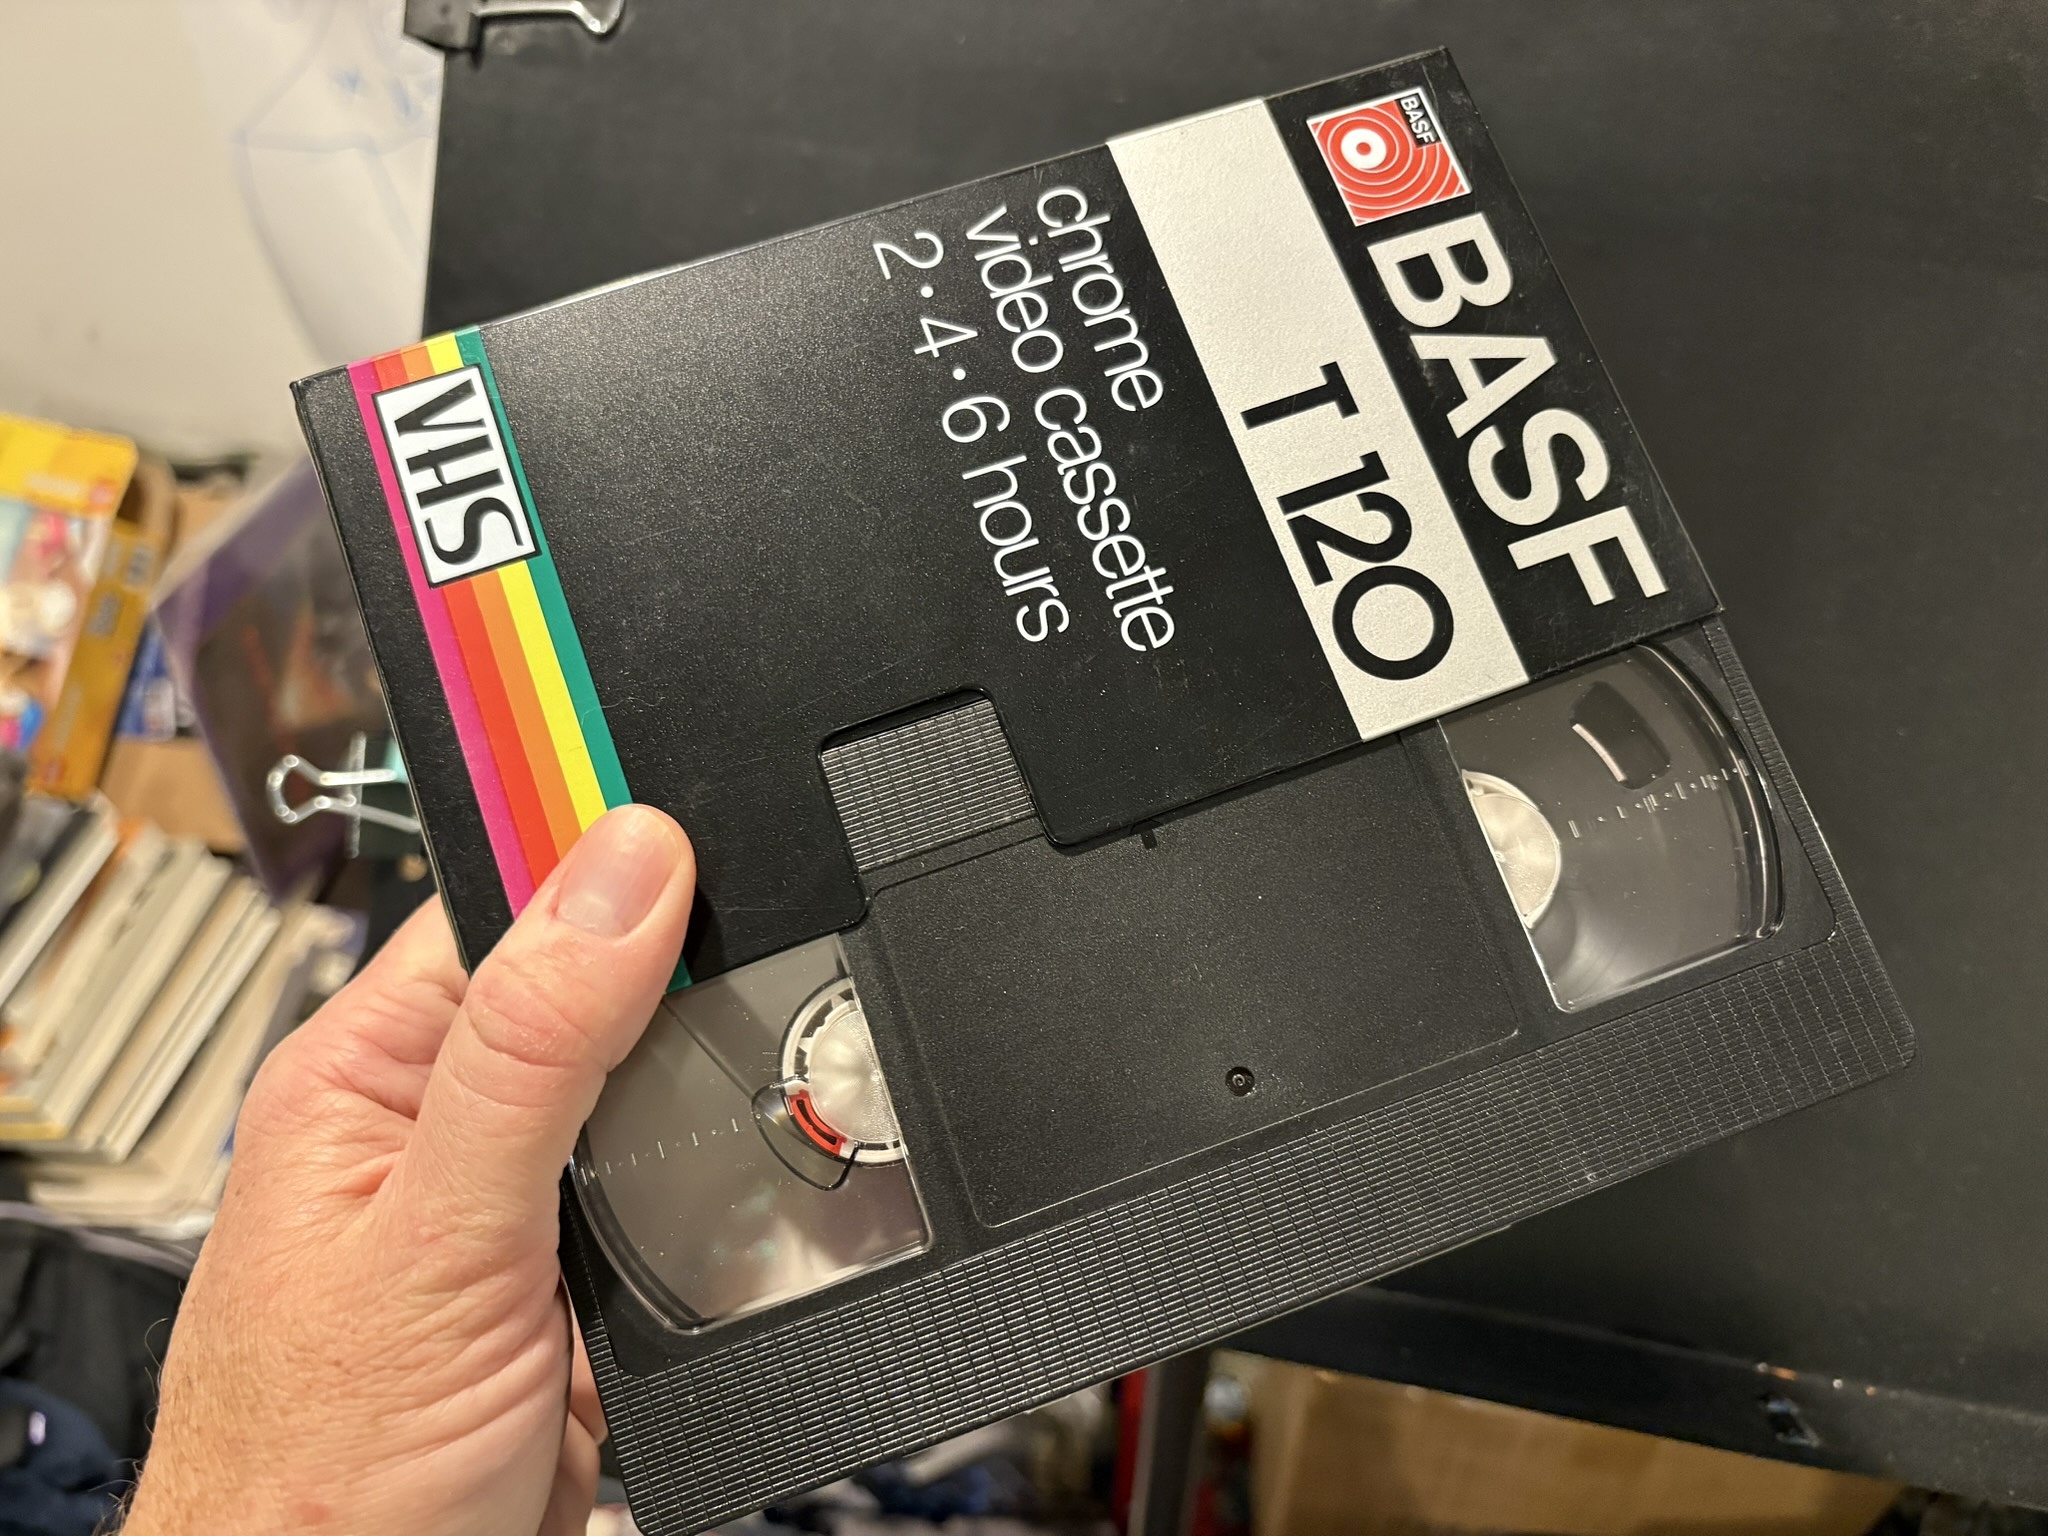 BASF
BASF
T 120
chrome
video cassette
2 · 4 · 6 hours
VHS